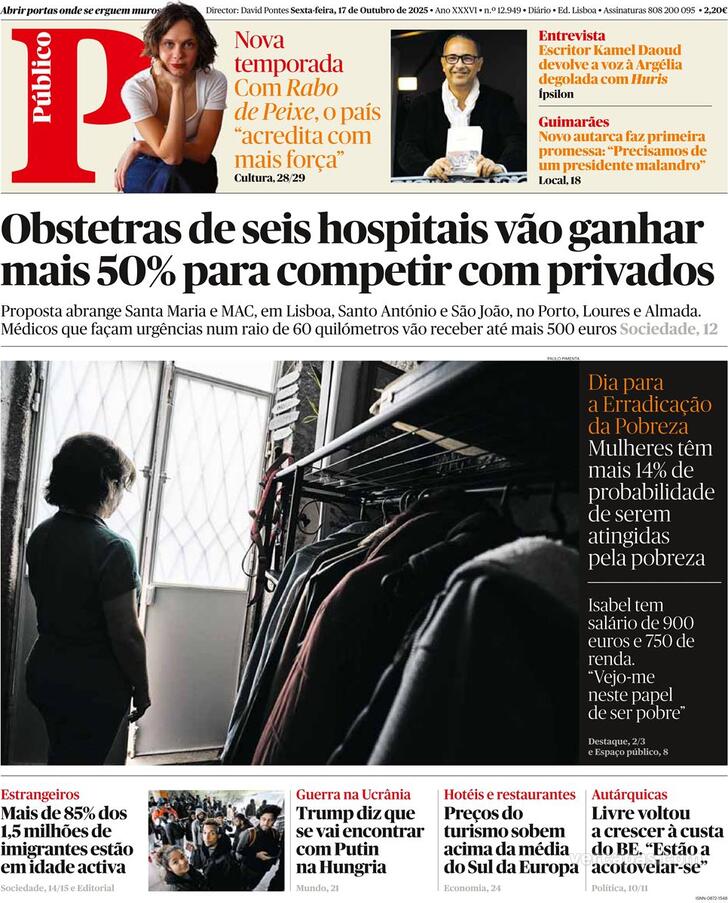 Abrir portas onde se erguem muros
Director: David Pontes Sexta-feira, 17 de Outubro de 2025 • Ano XXXVI • n.º 12.949 • Diário • Ed. Lisboa • Assinaturas 808 200 095 • 2,20€
Público
P
Nova
temporada
Com Rabo
de Peixe, o país
“acredita com
mais força”
Cultura, 28/29
Entrevista
Escritor Kamel Daoud
devolve a voz à Argélia
degolada com Huris
Ípsilon
Guimarães
Novo autarca faz primeira
promessa: “Precisamos de
um presidente malandro”
Local, 18
Obstetras de seis hospitais vão ganhar
mais 50% para competir com privados
Proposta abrange Santa Maria e MAC, em Lisboa, Santo António e São João, no Porto, Loures e Almada.
Médicos que façam urgências num raio de 60 quilómetros vão receber até mais 500 euros Sociedade, 12
PAULO PIMENTA
Dia para
a Erradicação
da Pobreza
Mulheres têm
mais 14% de
probabilidade
de serem
atingidas
pela pobreza
Isabel tem
salário de 900
euros e 750 de
renda.
“Vejo-me
neste papel
de ser pobre”
Destaque, 2/3
e Espaço público, 8
Estrangeiros
Mais de 85% dos
1,5 milhões de
imigrantes estão
em idade activa
Sociedade, 14/15 e Editorial
Guerra na Ucrânia
Trump diz que
se vai encontrar
com Putin
na Hungria
Mundo, 21
Hotéis e restaurantes
Preços do
turismo sobem
acima da média
do Sul da Europa
Economia, 24
Autárquicas
Livre voltou
a crescer à custa
do BE. “Estão a
acotovelar-se”
Política, 10/11
ISNN-0872-1548